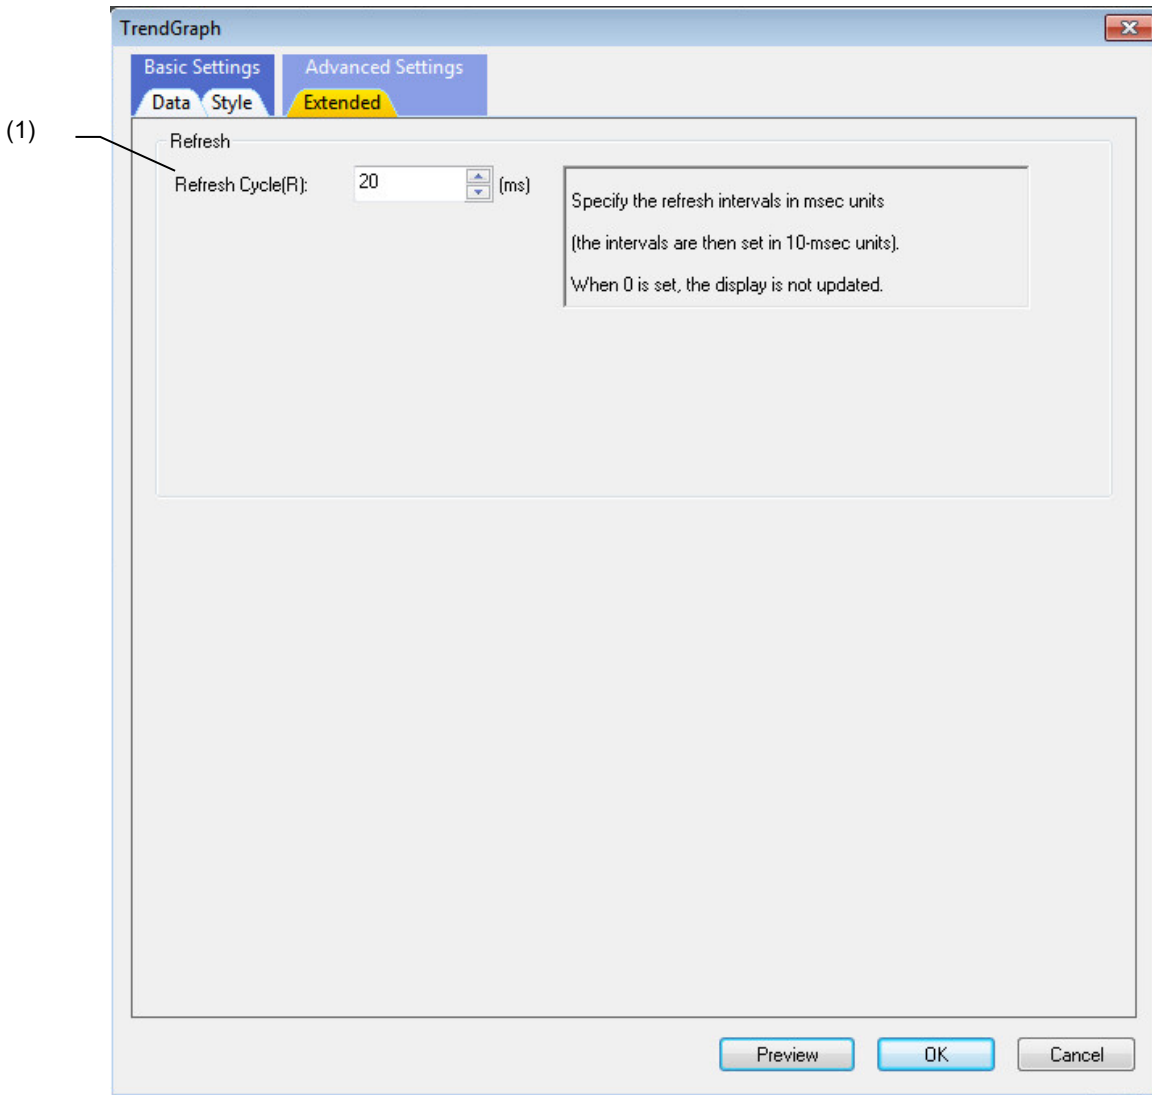 TrendGraph
Basic Settings Advanced Settings
Data Style Extended
(1)
Refresh
Refresh Cycle(R): 20 (ms)
Specify the refresh intervals in msec units
(the intervals are then set in 10-msec units).
When 0 is set, the display is not updated.
Preview OK Cancel